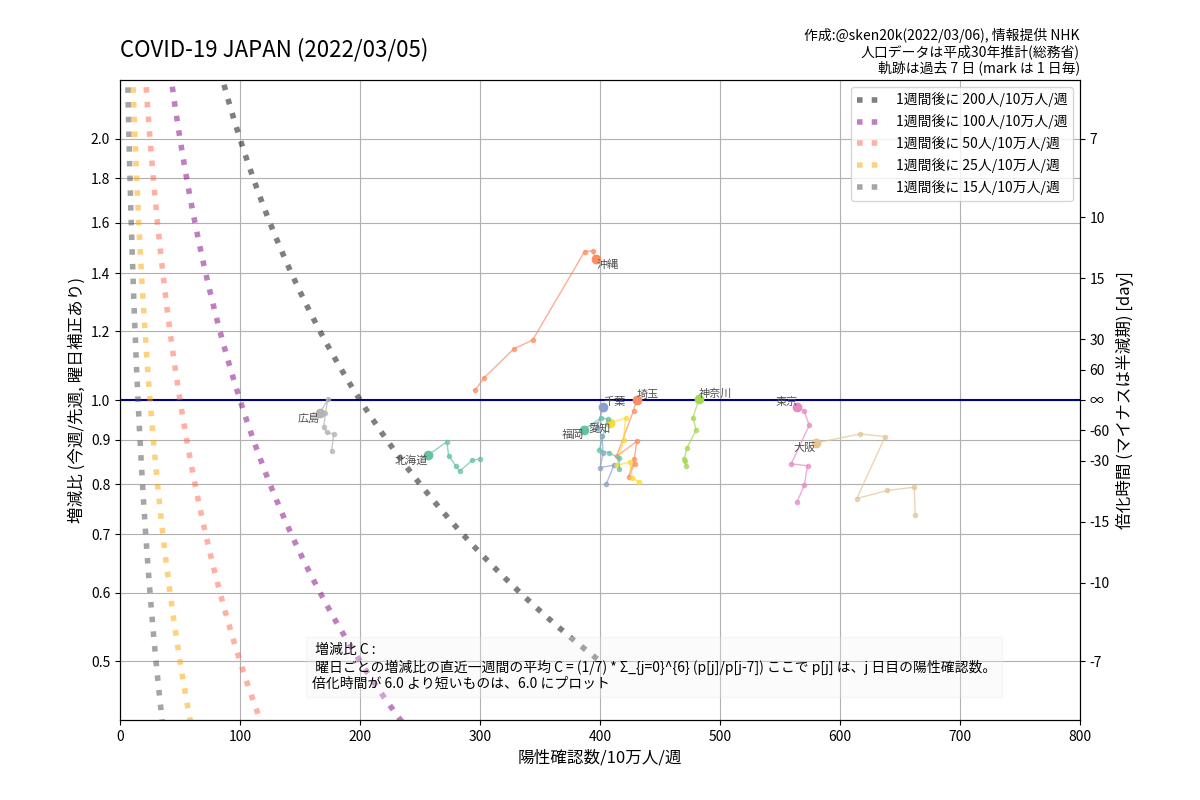 COVID-19 JAPAN (2022/03/05)
作成:@sken20k(2022/03/06), 情報提供 NHK
人口データは平成30年推計(総務省)
軌跡は過去 7 日 (mark は 1 日毎)
1週間後に 200人/10万人/週
1週間後に 100人/10万人/週
1週間後に 50人/10万人/週
1週間後に 25人/10万人/週
1週間後に 15人/10万人/週
増減比 (今週/先週, 曜日補正あり)
2.0
1.8
1.6
1.4
1.2
1.0
0.9
0.8
0.7
0.6
0.5
沖縄
千葉
埼玉
神奈川
東京
広島
福岡
愛知
大阪
北海道
7
10
15
30
60
∞
-60
-30
-15
-10
-7
倍化時間 (マイナスは半減期) [day]
増減比 C :
曜日ごとの増減比の直近一週間の平均 C = (1/7) * Σ_{j=0}^{6} (p[j]/p[j-7]) ここで p[j] は、j 日目の陽性確認数。
倍化時間が 6.0 より短いものは、6.0 にプロット
0 100 200 300 400 500 600 700 800
陽性確認数/10万人/週